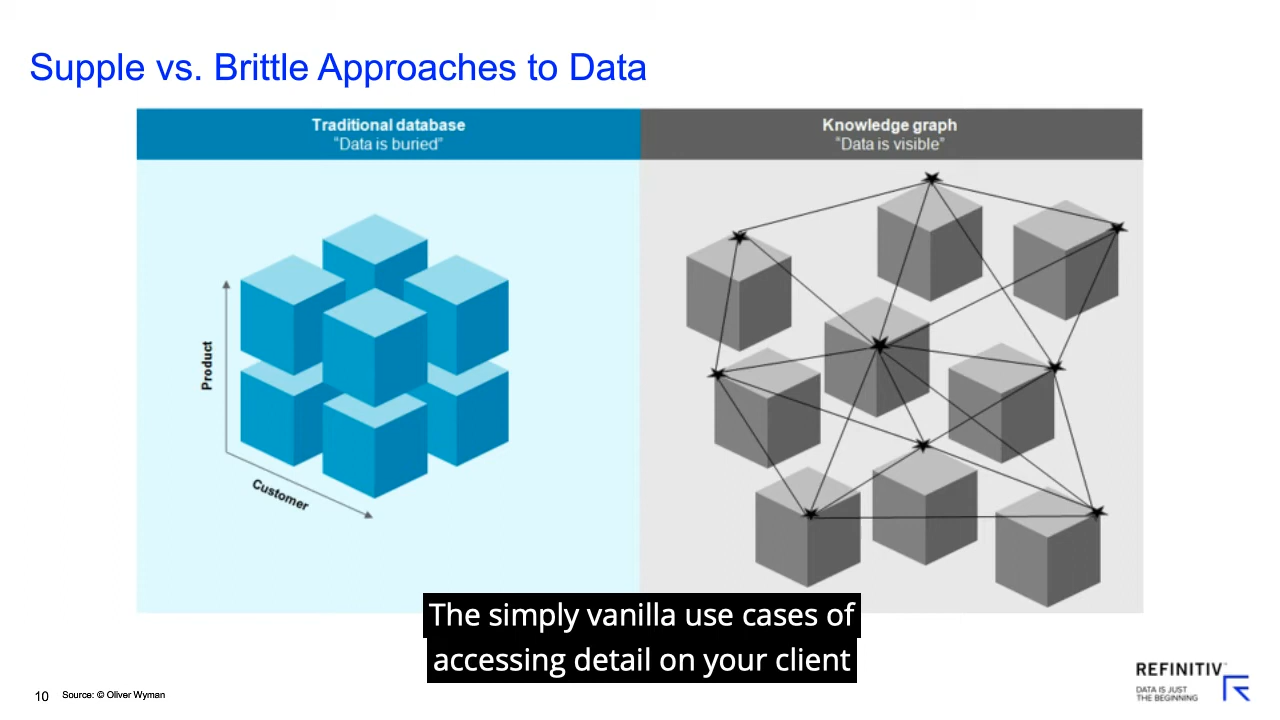 Supple vs. Brittle Approaches to Data
Traditional database
"Data is buried"
Knowledge graph
"Data is visible"
Product
Customer
The simply vanilla use cases of
accessing detail on your client
10
Source: © Oliver Wyman
REFINITIV
DATA IS JUST
THE BEGINNING